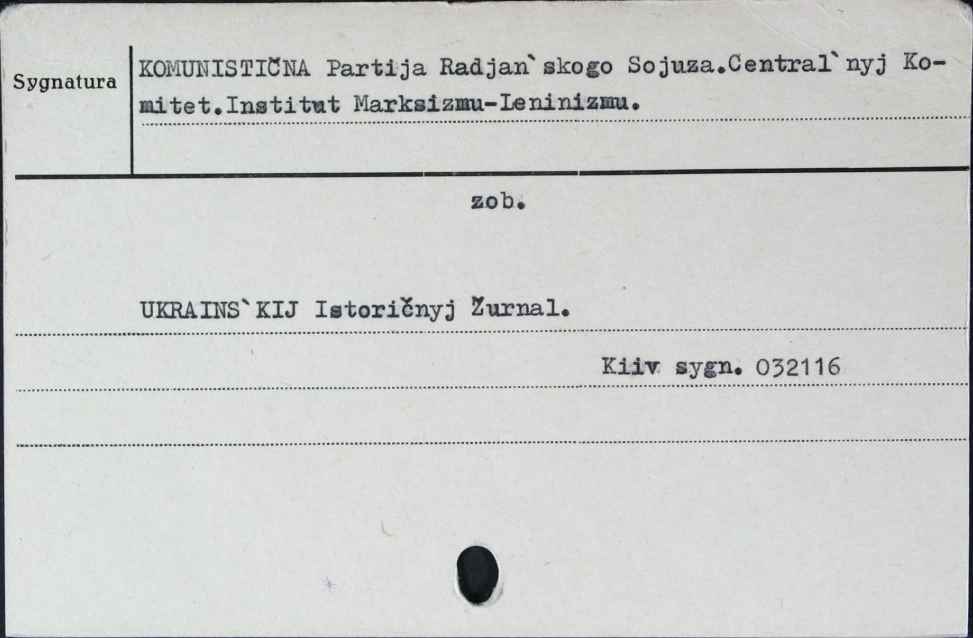 Sygnatura
KOMUNISTIČNA Partija Radjan`skogo Sojuza.Central`nyj Ko-
mitet.Institut Marksizmu-Leninizmu.
zob.
UKRAINS`KIJ Istoričnyj Žurnal.
Kiiv sygn. 032116